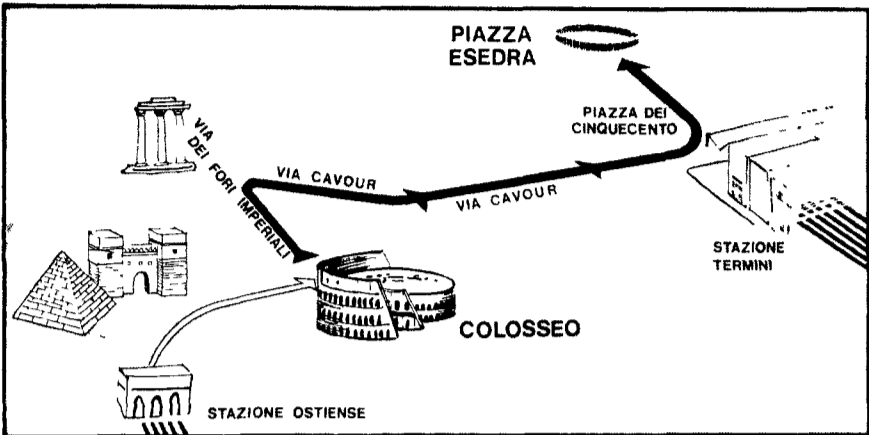 PIAZZA
ESEDRA
PIAZZA DEI
CINQUECENTO
VIA
DEI FORI IMPERIALI
VIA CAVOUR
VIA CAVOUR
STAZIONE
TERMINI
COLOSSEO
STAZIONE OSTIENSE